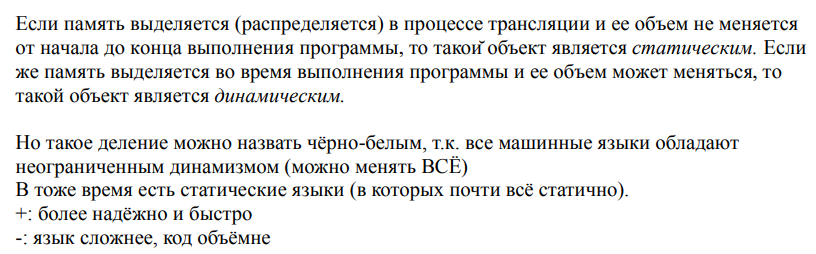 Если память выделяется (распределяется) в процессе трансляции и ее объем не меняется
от начала до конца выполнения программы, то такой объект является статическим. Если
же память выделяется во время выполнения программы и ее объем может меняться, то
такой объект является динамическим.
Но такое деление можно назвать чёрно-белым, т.к. все машинные языки обладают
неограниченным динамизмом (можно менять ВСЁ)
В тоже время есть статические языки (в которых почти всё статично).
+: более надёжно и быстро
-: язык сложнее, код объёмне